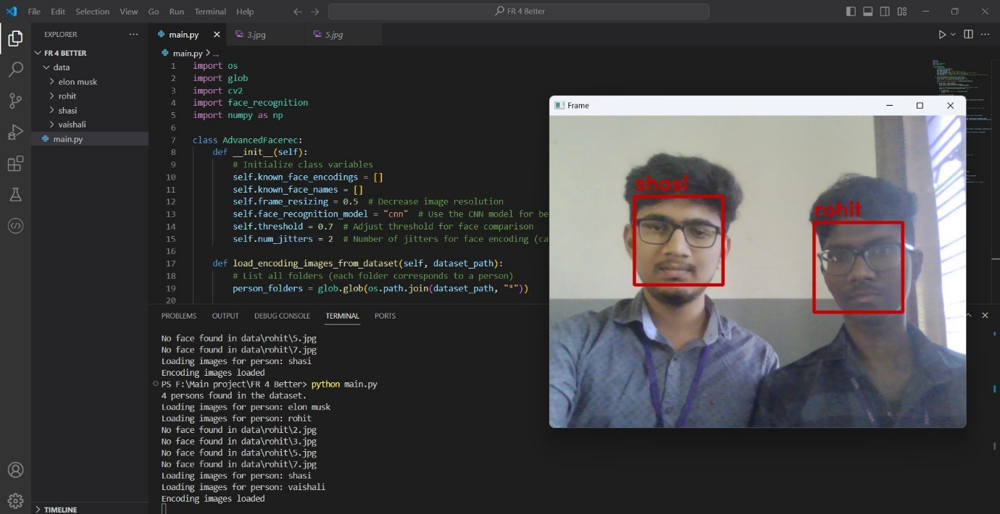 File Edit Selection View Go Run Terminal Help
FR 4 Better
EXPLORER
FR 4 BETTER
data
elon musk
rohit
shasi
vaishali
main.py
TIMELINE
main.py
3.jpg
5.jpg
main.py > ...
1 import os
2 import glob
3 import cv2
4 import face_recognition
5 import numpy as np
6
7 class AdvancedFacerec:
8 def __init__(self):
9 # Initialize class variables
10 self.known_face_encodings = []
11 self.known_face_names = []
12 self.frame_resizing = 0.5 # Decrease image resolution
13 self.face_recognition_model = "cnn" # Use the CNN model for be
14 self.threshold = 0.7 # Adjust threshold for face comparison
15 self.num_jitters = 2 # Number of jitters for face encoding (ca
16
17 def load_encoding_images_from_dataset(self, dataset_path):
18 # List all folders (each folder corresponds to a person)
19 person_folders = glob.glob(os.path.join(dataset_path, "*"))
20
PROBLEMS OUTPUT DEBUG CONSOLE TERMINAL PORTS
No face found in data\rohit\5.jpg
No face found in data\rohit\7.jpg
Loading images for person: shasi
Encoding images loaded
PS F:\Main project\FR 4 Better> python main.py
4 persons found in the dataset.
Loading images for person: elon musk
Loading images for person: rohit
No face found in data\rohit\2.jpg
No face found in data\rohit\3.jpg
No face found in data\rohit\5.jpg
No face found in data\rohit\7.jpg
Loading images for person: shasi
Loading images for person: vaishali
Encoding images loaded
Frame
shasi
rohit